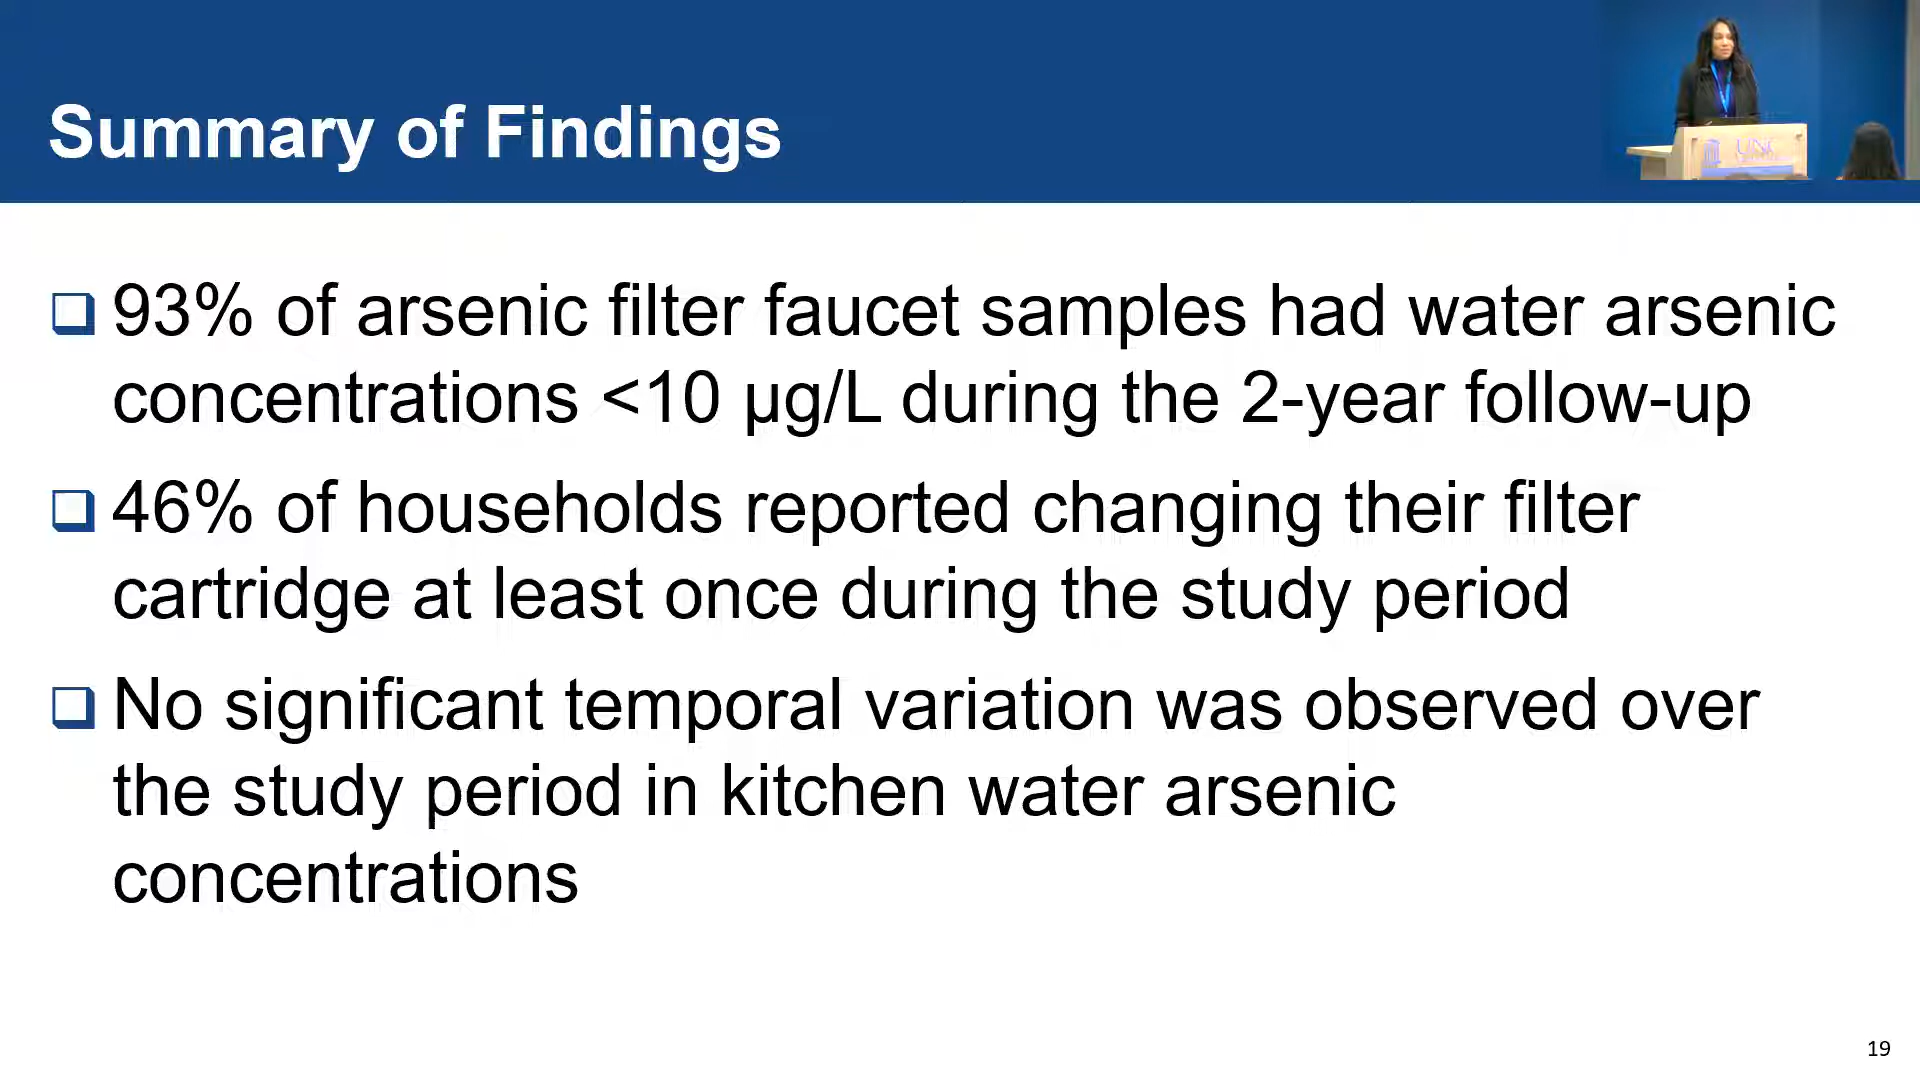 Summary of Findings
UNC
93% of arsenic filter faucet samples had water arsenic
concentrations <10 µg/L during the 2-year follow-up
46% of households reported changing their filter
cartridge at least once during the study period
No significant temporal variation was observed over
the study period in kitchen water arsenic
concentrations
19